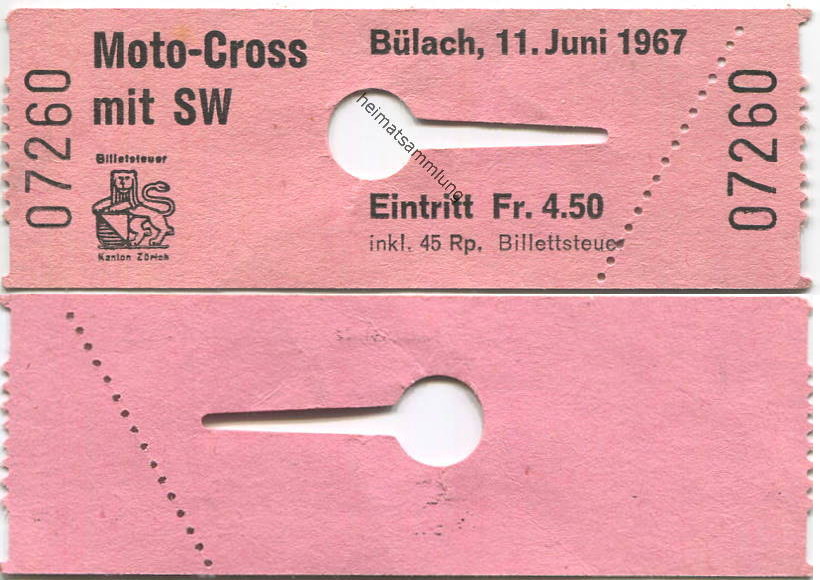 07260
Moto-Cross
mit SW
Billetsteuer
Kanton Zürich
Bülach, 11. Juni 1967
heimatsammlung
Eintritt Fr. 4.50
inkl. 45 Rp. Billettsteuer
07260